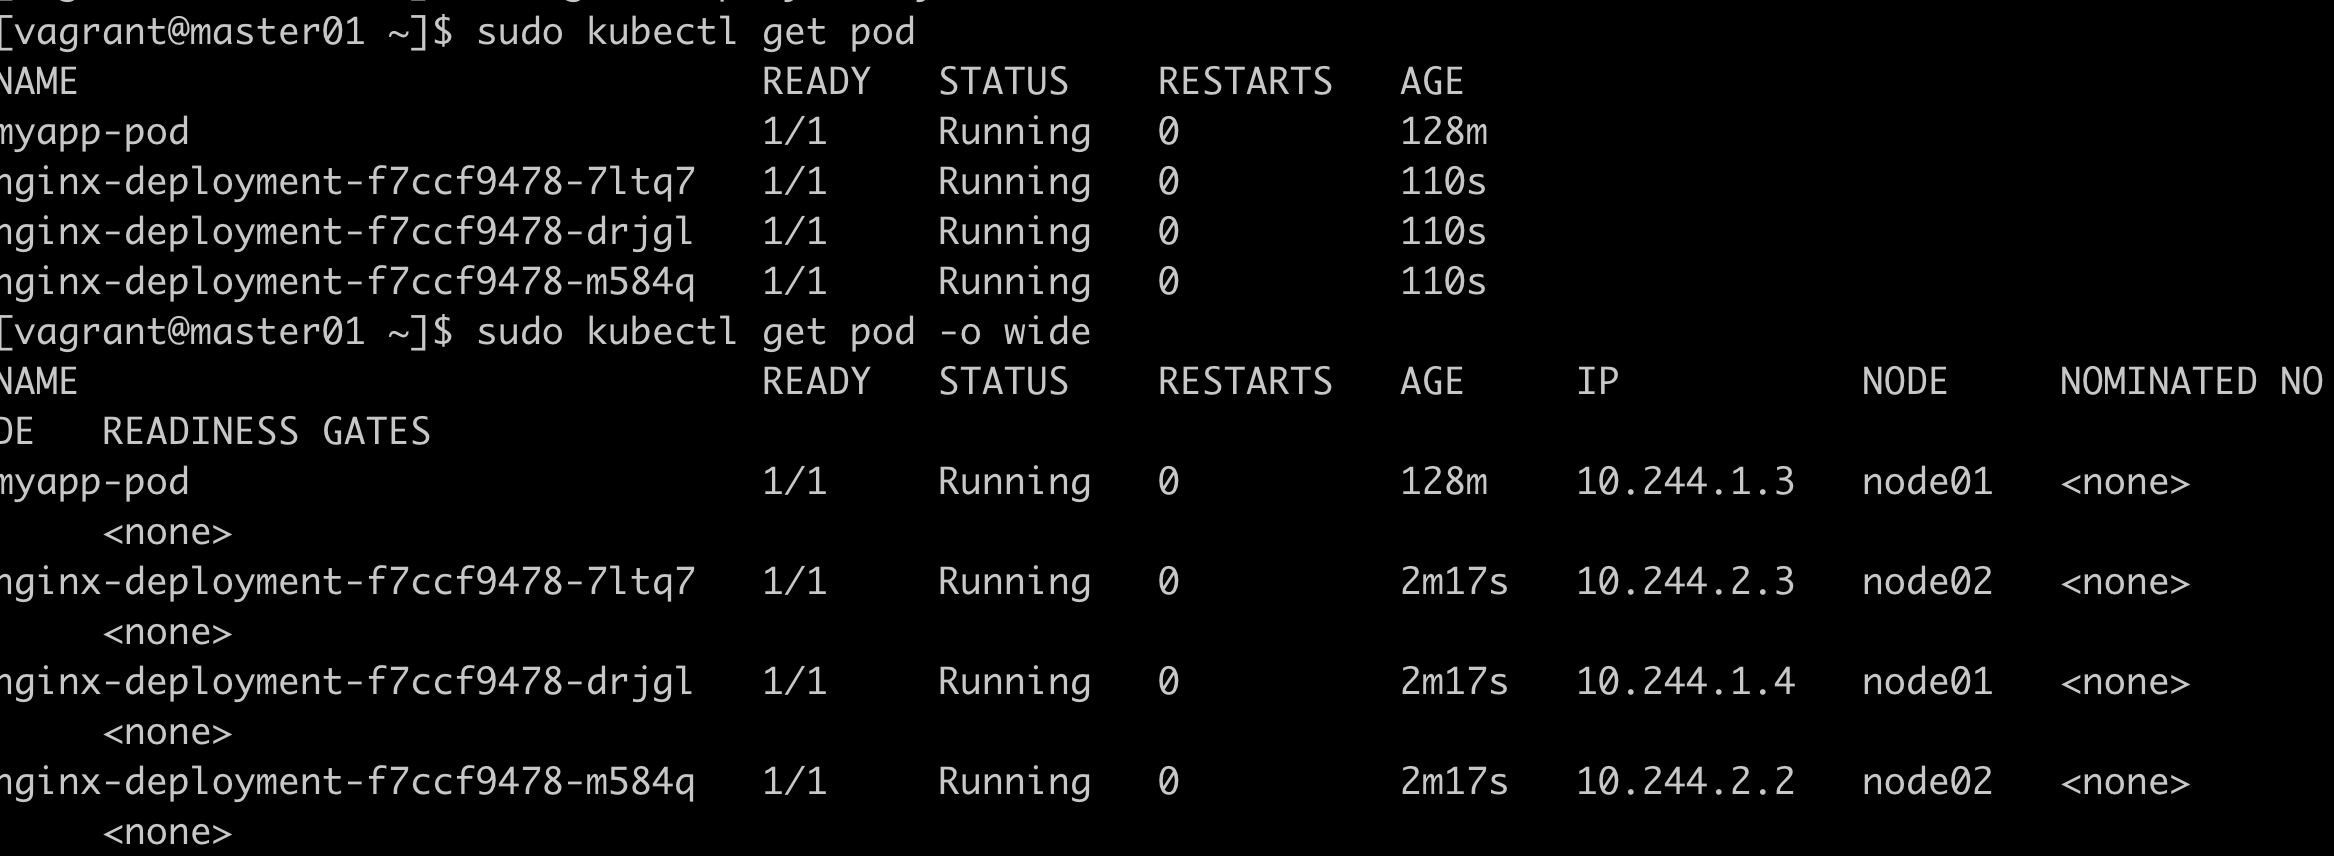 [vagrant@master01 ~]$ sudo kubectl get pod
NAME READY STATUS RESTARTS AGE
myapp-pod 1/1 Running 0 128m
nginx-deployment-f7ccf9478-7ltq7 1/1 Running 0 110s
nginx-deployment-f7ccf9478-drjgl 1/1 Running 0 110s
nginx-deployment-f7ccf9478-m584q 1/1 Running 0 110s
[vagrant@master01 ~]$ sudo kubectl get pod -o wide
NAME READY STATUS RESTARTS AGE IP NODE NOMINATED NO
DE READINESS GATES
myapp-pod 1/1 Running 0 128m 10.244.1.3 node01 <none>
<none>
nginx-deployment-f7ccf9478-7ltq7 1/1 Running 0 2m17s 10.244.2.3 node02 <none>
<none>
nginx-deployment-f7ccf9478-drjgl 1/1 Running 0 2m17s 10.244.1.4 node01 <none>
<none>
nginx-deployment-f7ccf9478-m584q 1/1 Running 0 2m17s 10.244.2.2 node02 <none>
<none>